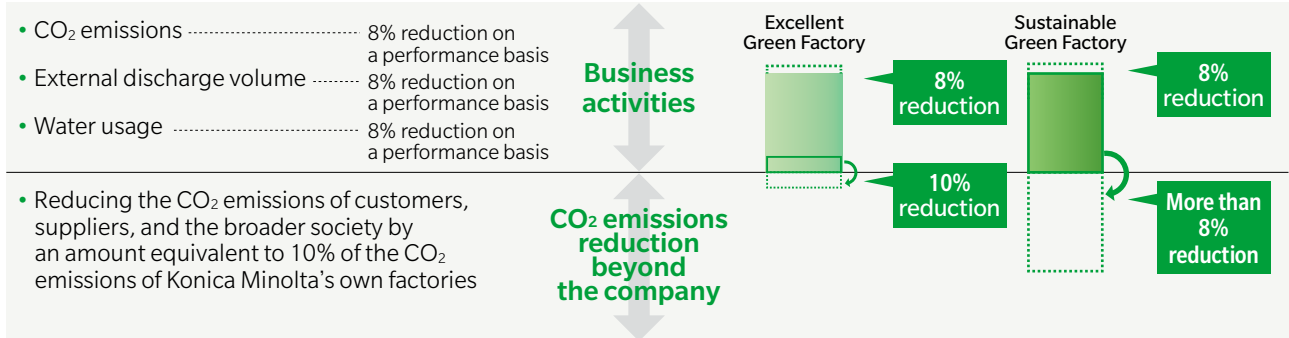 • CO₂ emissions
8% reduction on
a performance basis
• External discharge volume
8% reduction on
a performance basis
• Water usage
8% reduction on
a performance basis
Business
activities
Excellent
Green Factory
8%
reduction
Sustainable
Green Factory
8%
reduction
• Reducing the CO₂ emissions of customers,
suppliers, and the broader society by
an amount equivalent to 10% of the CO₂
emissions of Konica Minolta’s own factories
CO₂ emissions
reduction
beyond
the company
10%
reduction
More than
8%
reduction